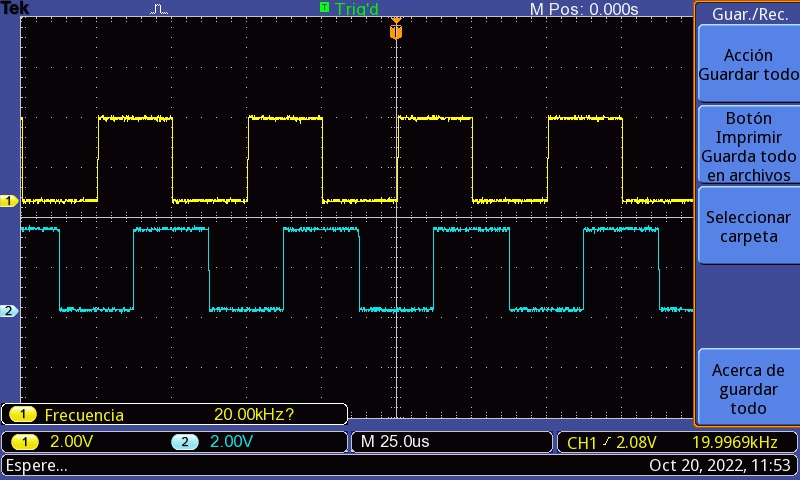 Tek
T Trig'd
M Pos: 0.000s
T
Guar./Rec.
Acción
Guardar todo
Botón
Imprimir
Guarda todo
en archivos
Seleccionar
carpeta
Acerca de
guardar
todo
1
2
1 Frecuencia 20.00kHz?
1 2.00V 2 2.00V M 25.0us CH1 2.08V 19.9969kHz
Espere... Oct 20, 2022, 11:53